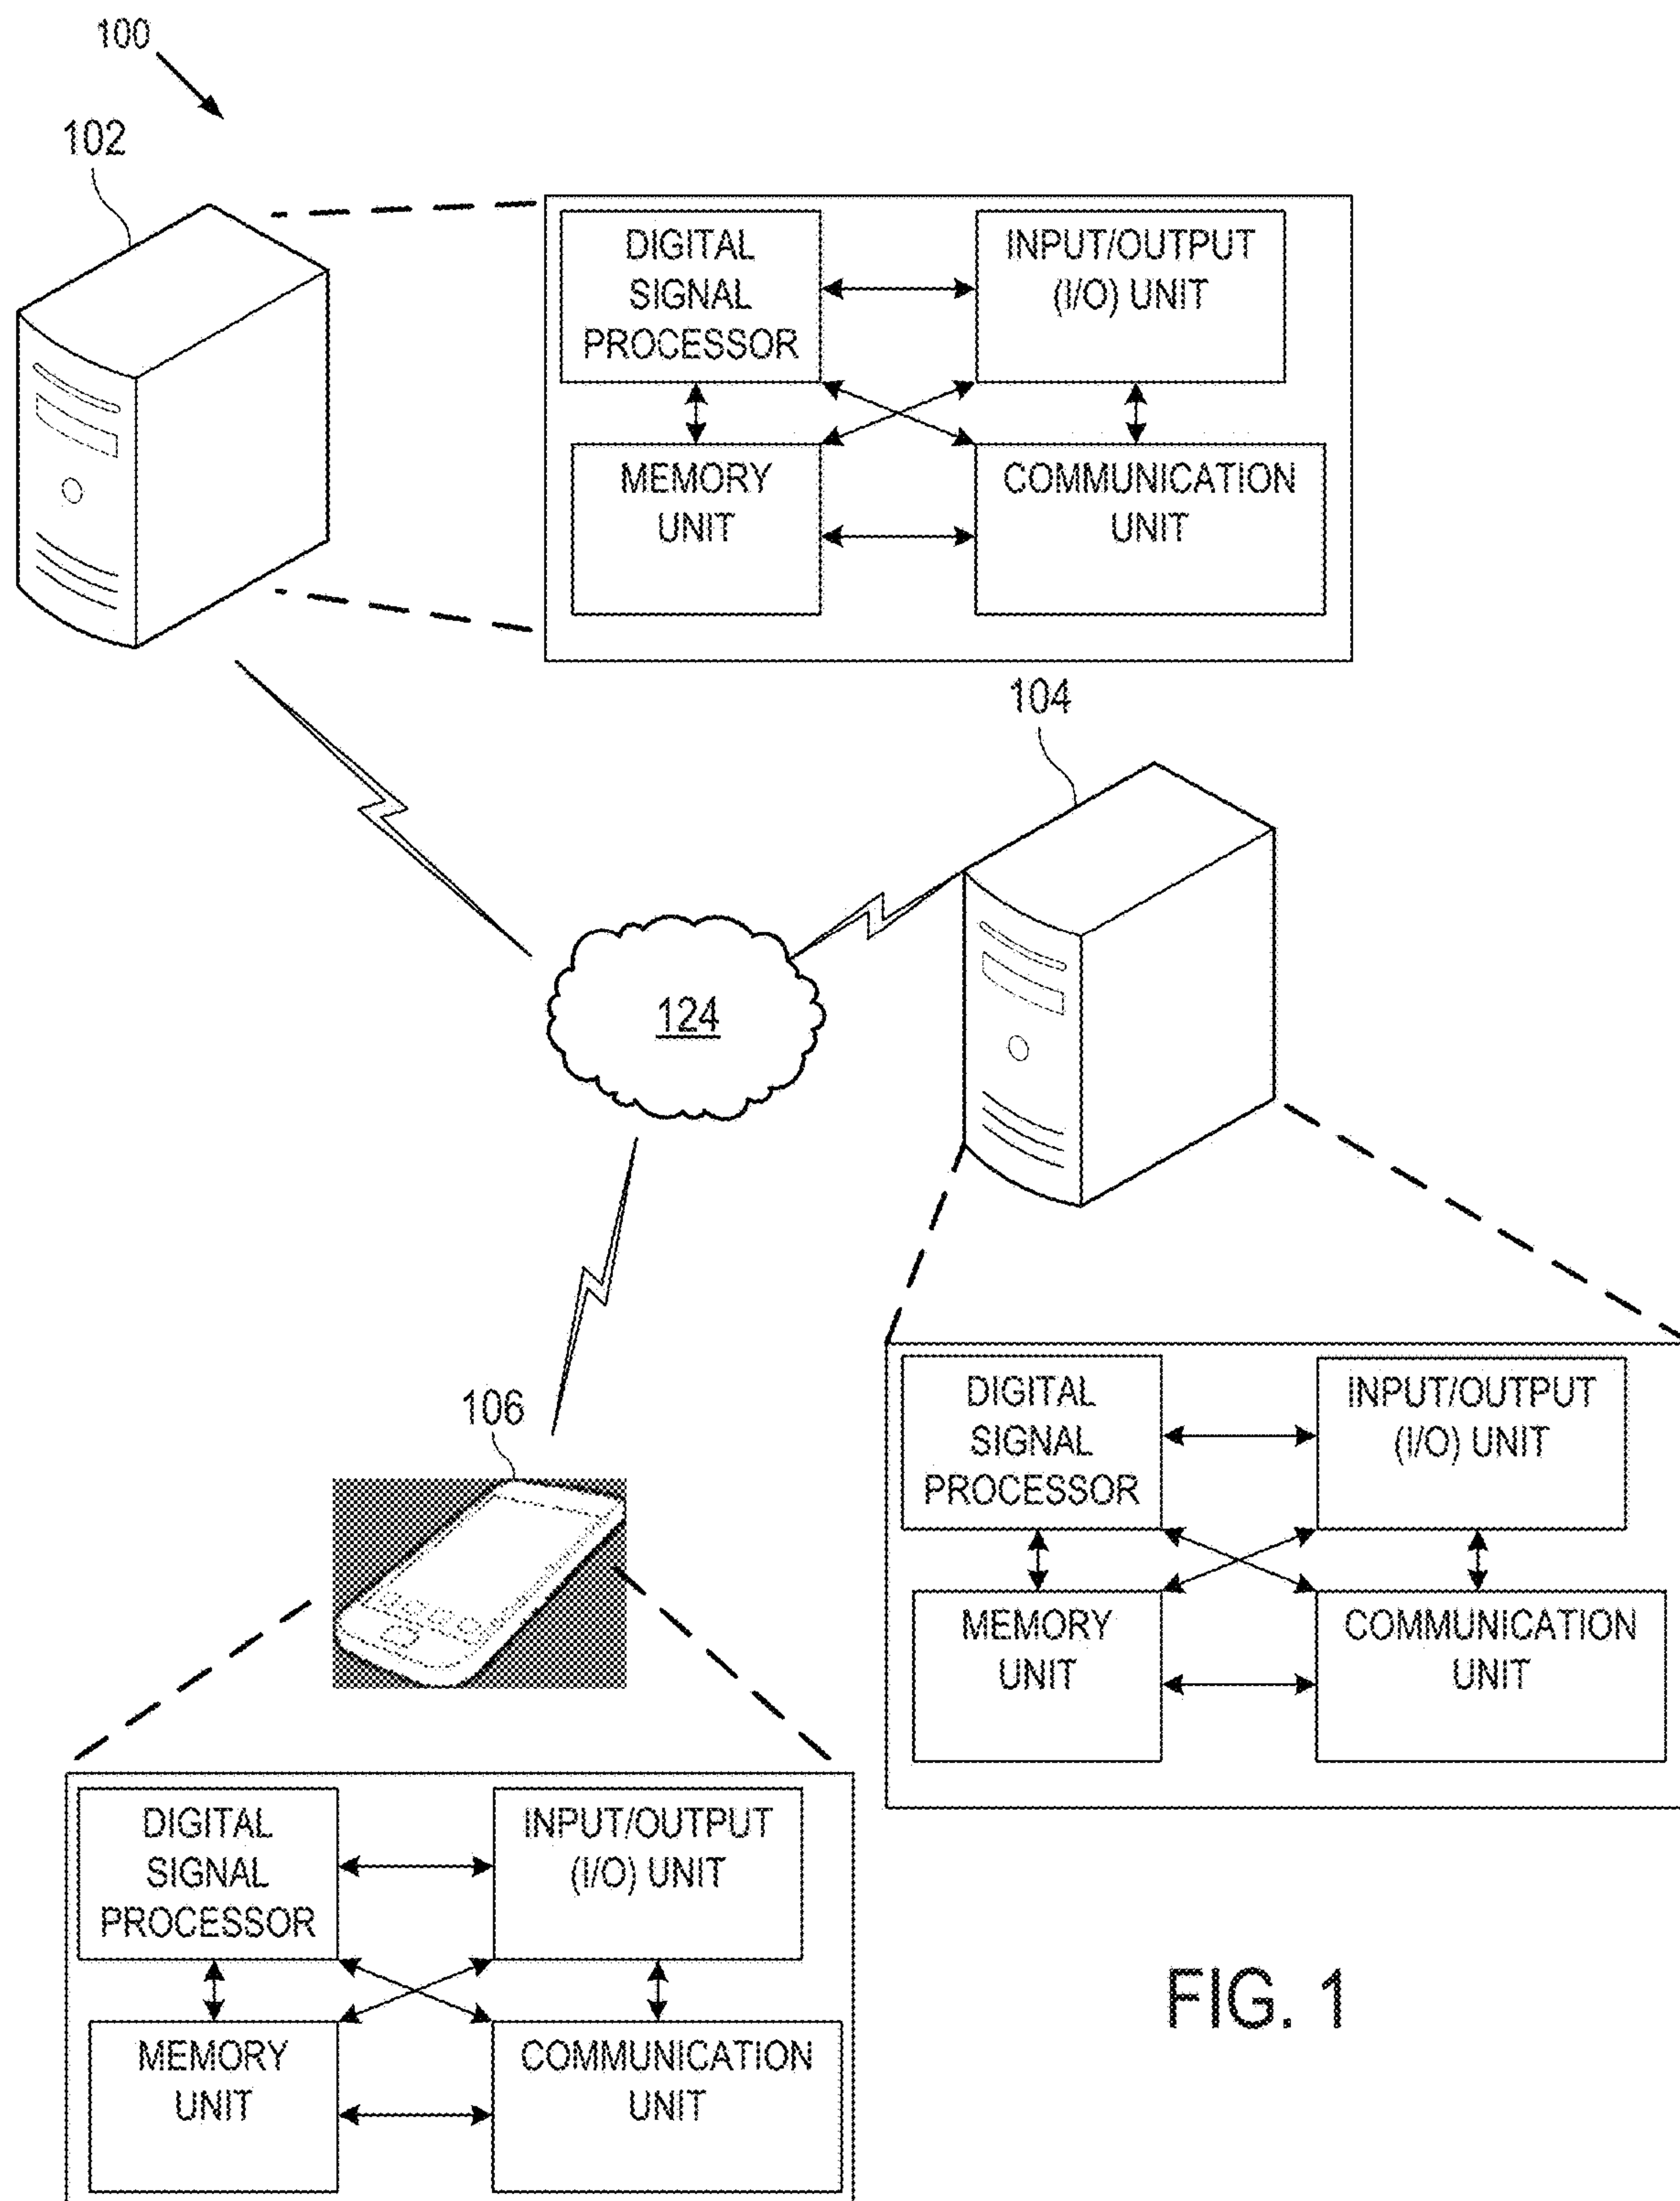 100
102
DIGITAL
SIGNAL
PROCESSOR
INPUT/OUTPUT
(I/O) UNIT
MEMORY
UNIT
COMMUNICATION
UNIT
104
124
106
DIGITAL
SIGNAL
PROCESSOR
INPUT/OUTPUT
(I/O) UNIT
MEMORY
UNIT
COMMUNICATION
UNIT
DIGITAL
SIGNAL
PROCESSOR
INPUT/OUTPUT
(I/O) UNIT
MEMORY
UNIT
COMMUNICATION
UNIT
FIG. 1